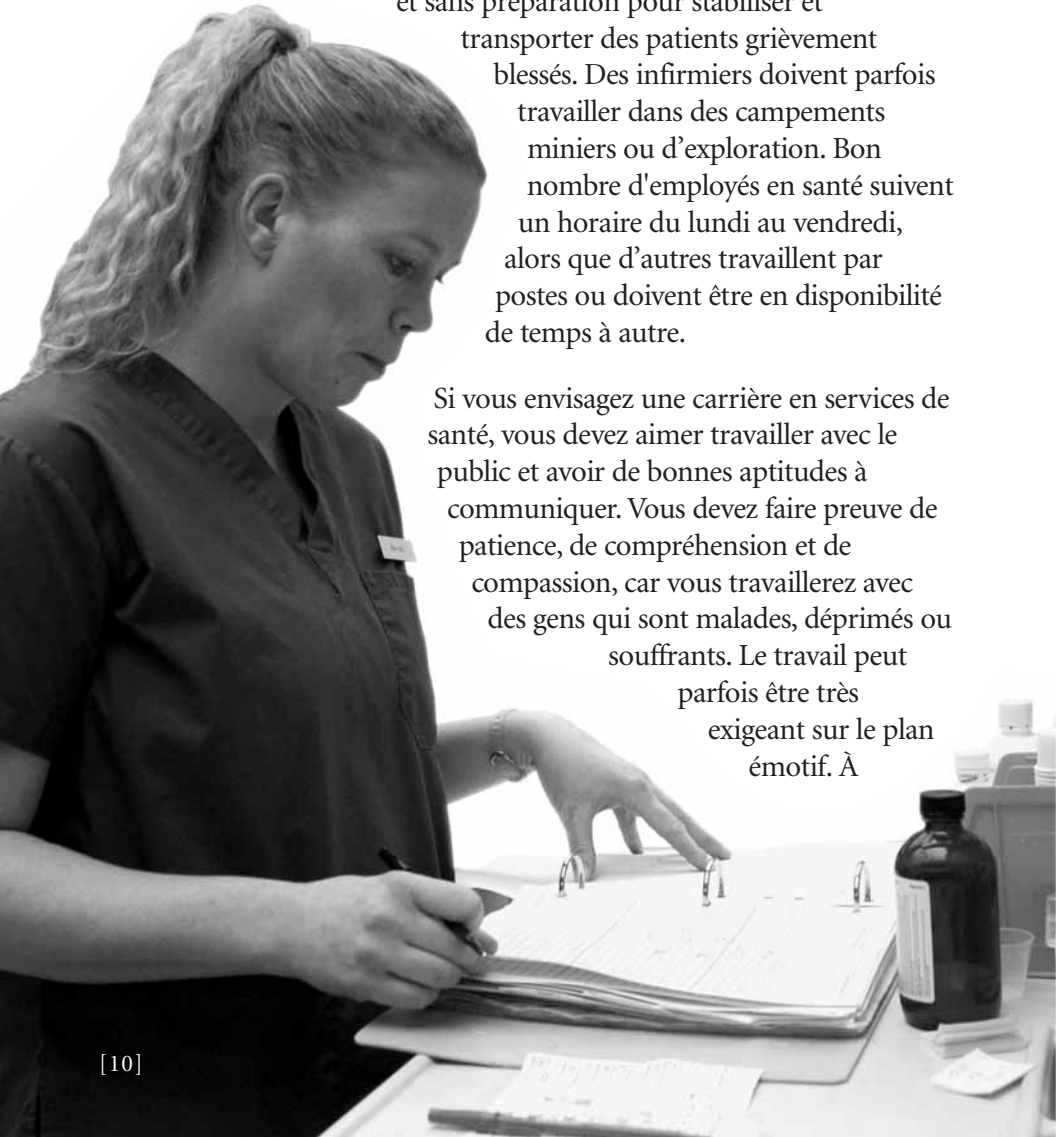 et sans préparation pour stabiliser et
transporter des patients grièvement
blessés. Des infirmiers doivent parfois
travailler dans des campements
miniers ou d’exploration. Bon
nombre d'employés en santé suivent
un horaire du lundi au vendredi,
alors que d’autres travaillent par
postes ou doivent être en disponibilité
de temps à autre.
Si vous envisagez une carrière en services de
santé, vous devez aimer travailler avec le
public et avoir de bonnes aptitudes à
communiquer. Vous devez faire preuve de
patience, de compréhension et de
compassion, car vous travaillerez avec
des gens qui sont malades, déprimés ou
souffrants. Le travail peut
parfois être très
exigeant sur le plan
émotif. À
[10]